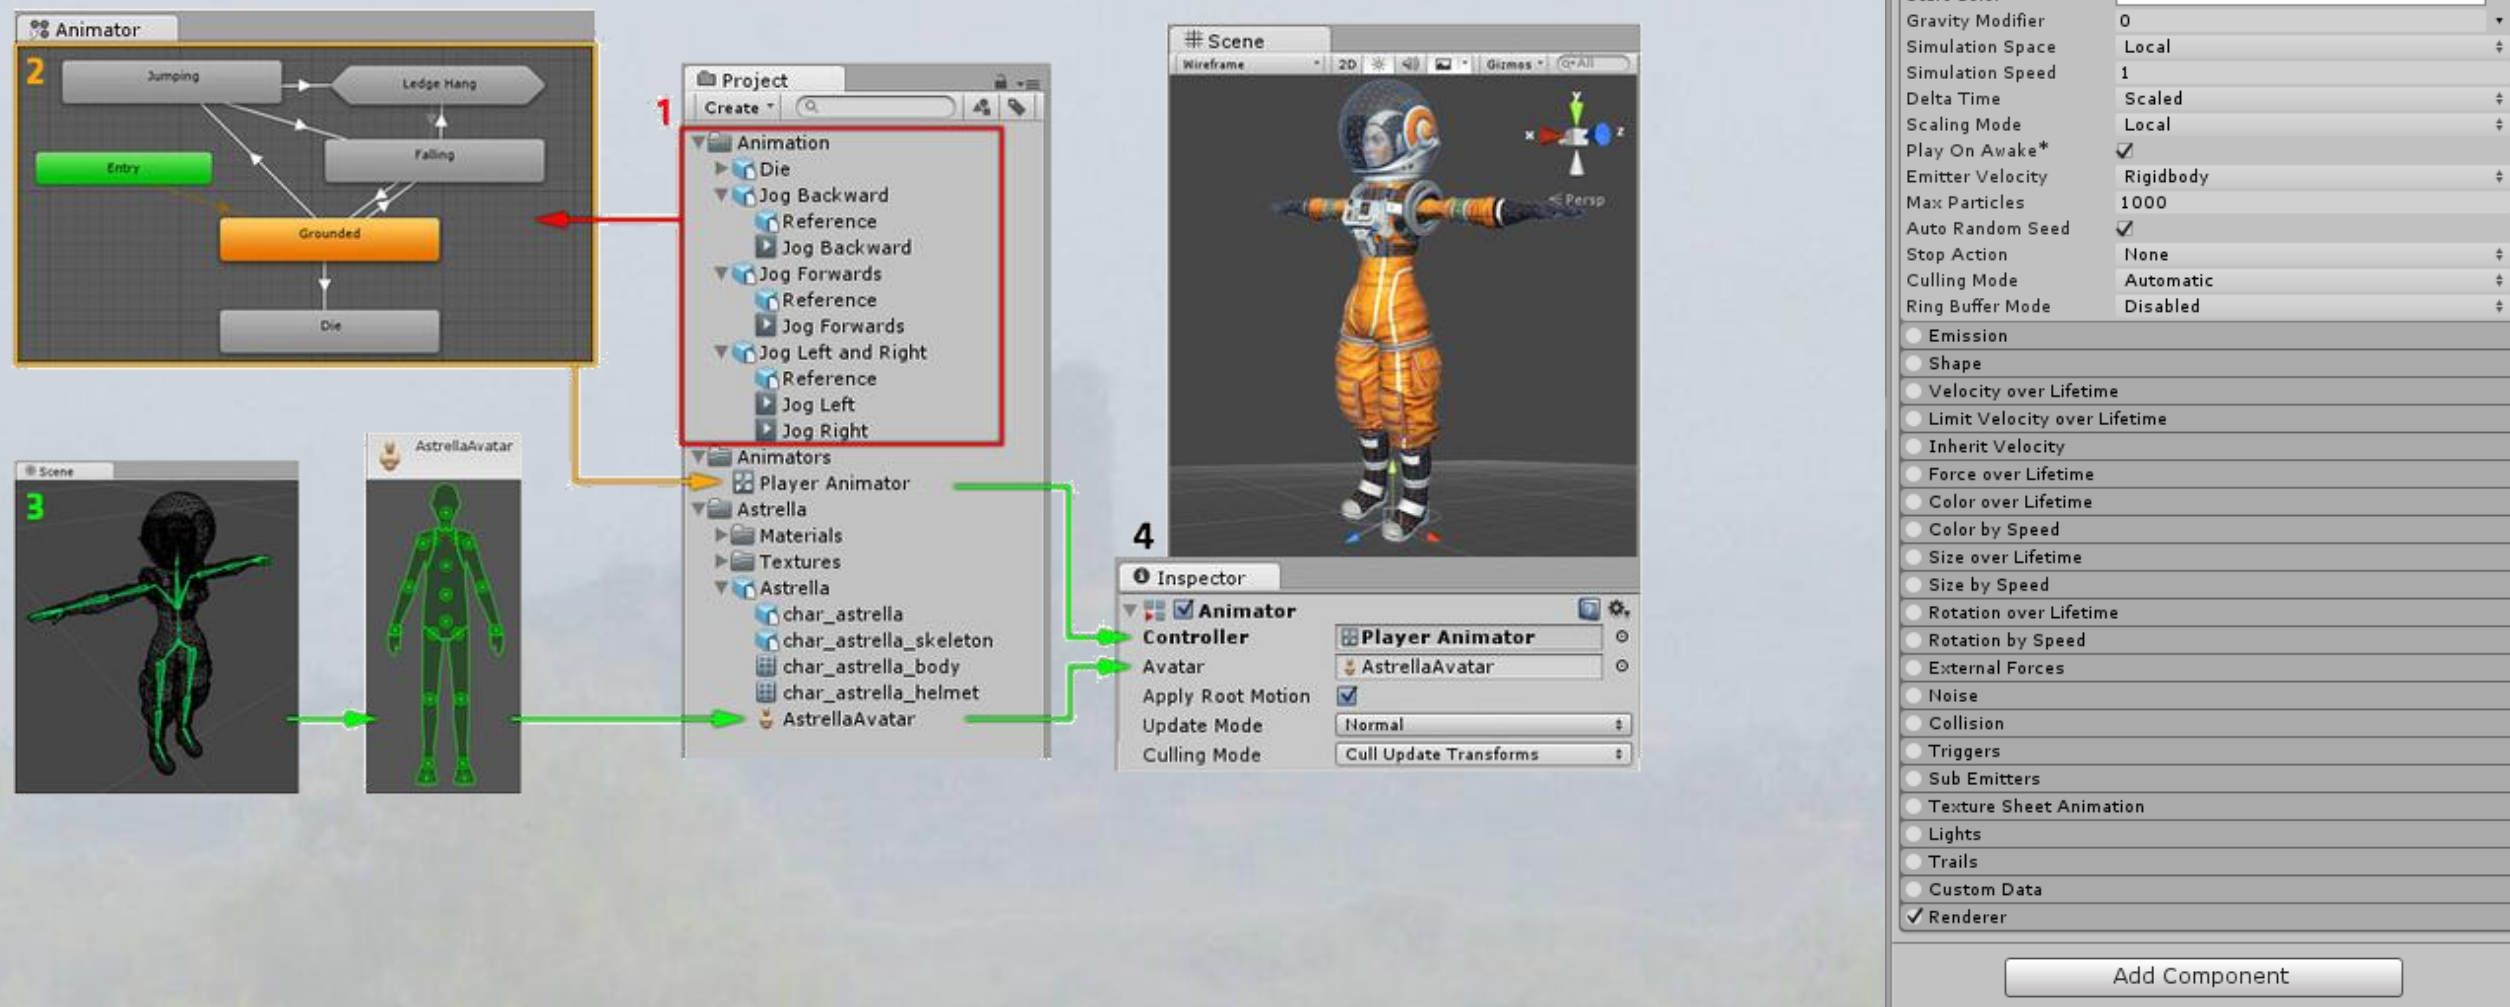 Animator
2
Jumping
Ledge Hang
Falling
Entry
Grounded
Die
Scene
3
AstrellaAvatar
1
Project
Create
Animation
Die
Jog Backward
Reference
Jog Backward
Jog Forwards
Reference
Jog Forwards
Jog Left and Right
Reference
Jog Left
Jog Right
Animators
Player Animator
Astrella
Materials
Textures
Astrella
char_astrella
char_astrella_skeleton
char_astrella_body
char_astrella_helmet
AstrellaAvatar
Scene
Wireframe 2D Gizmos All
y
x z
Persp
4
Inspector
Animator
Controller Player Animator
Avatar AstrellaAvatar
Apply Root Motion
Update Mode Normal
Culling Mode Cull Update Transforms
Gravity Modifier 0
Simulation Space Local
Simulation Speed 1
Delta Time Scaled
Scaling Mode Local
Play On Awake*
Emitter Velocity Rigidbody
Max Particles 1000
Auto Random Seed
Stop Action None
Culling Mode Automatic
Ring Buffer Mode Disabled
Emission
Shape
Velocity over Lifetime
Limit Velocity over Lifetime
Inherit Velocity
Force over Lifetime
Color over Lifetime
Color by Speed
Size over Lifetime
Size by Speed
Rotation over Lifetime
Rotation by Speed
External Forces
Noise
Collision
Triggers
Sub Emitters
Texture Sheet Animation
Lights
Trails
Custom Data
Renderer
Add Component